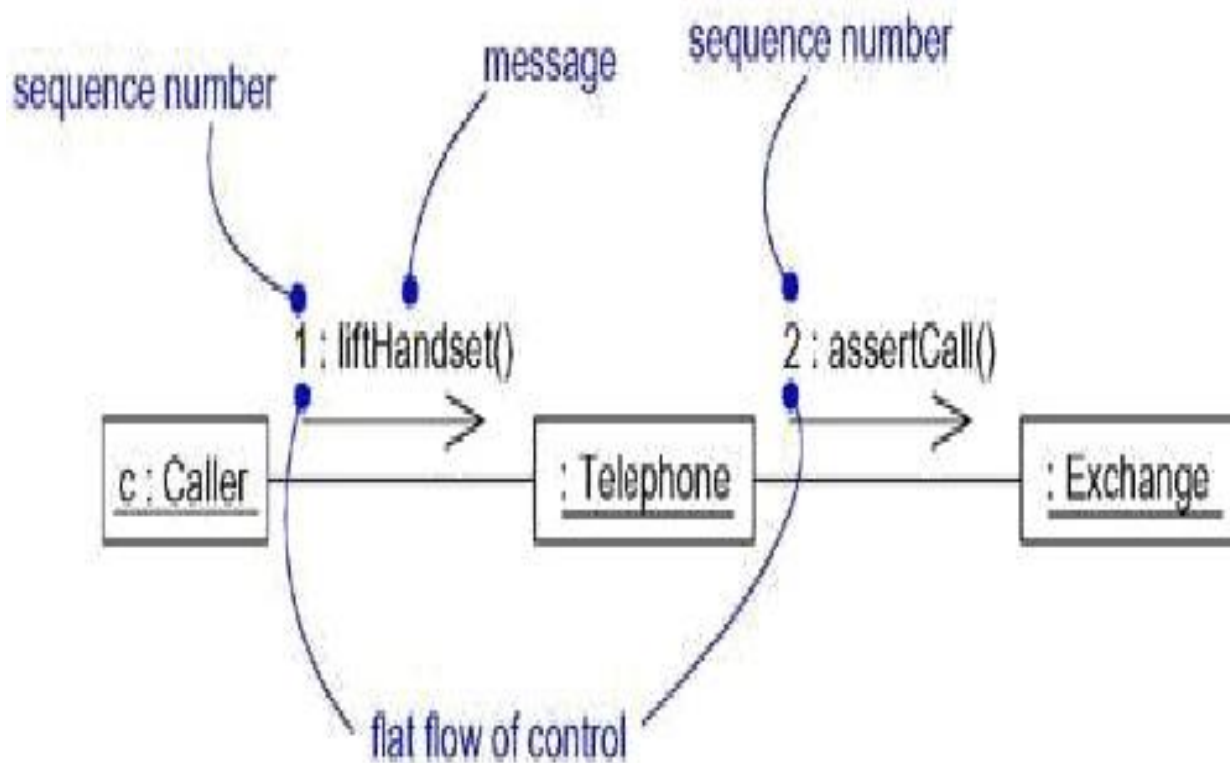 sequence number
message
sequence number
1 : liftHandset()
2 : assertCall()
c : Caller
: Telephone
: Exchange
flat flow of control